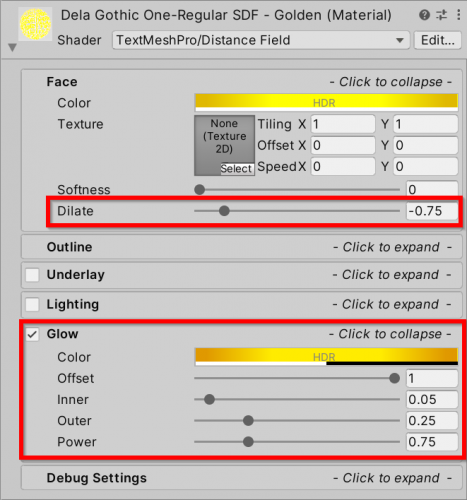 Dela Gothic One-Regular SDF - Golden (Material)
Shader TextMeshPro/Distance Field Edit...
Face - Click to collapse -
Color HDR
Texture None (Texture 2D) Select Tiling X 1 Y 1
Offset X 0 Y 0
Speed X 0 Y 0
Softness 0
Dilate -0.75
Outline - Click to expand -
Underlay - Click to expand -
Lighting - Click to expand -
Glow - Click to collapse -
Color HDR
Offset 1
Inner 0.05
Outer 0.25
Power 0.75
Debug Settings - Click to expand -